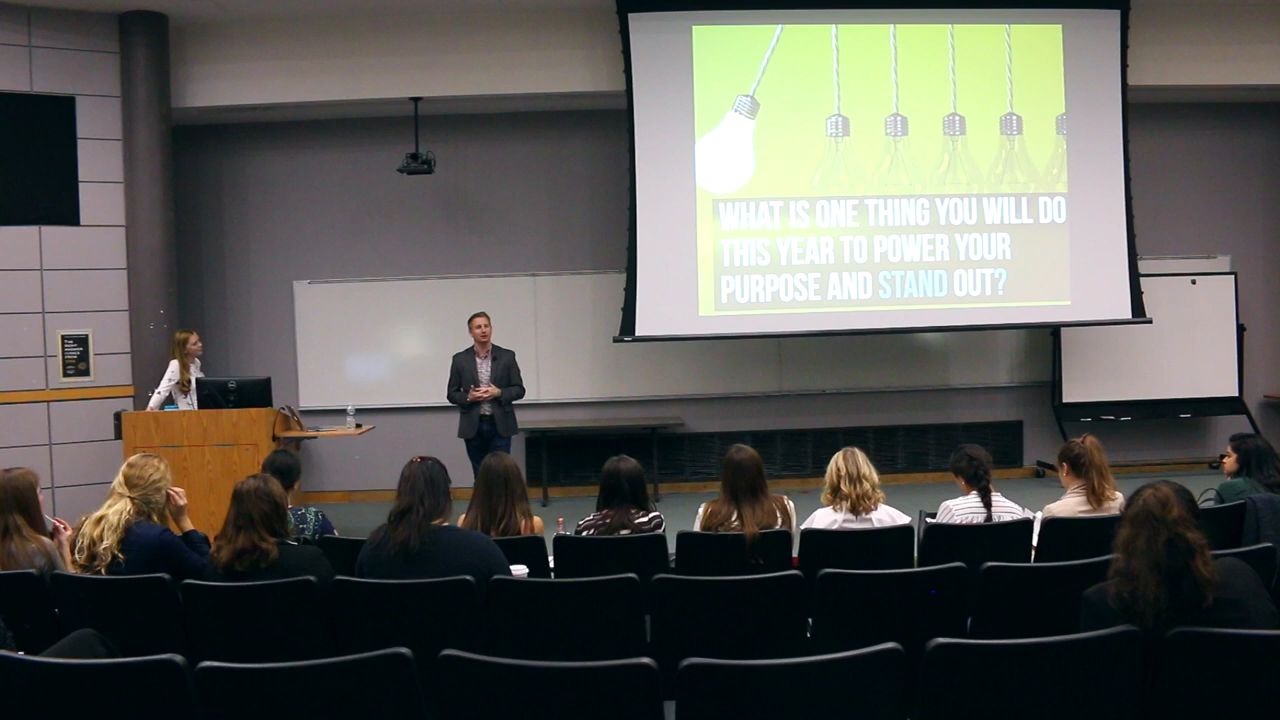 WHAT IS ONE THING YOU WILL DO
THIS YEAR TO POWER YOUR
PURPOSE AND STAND OUT?